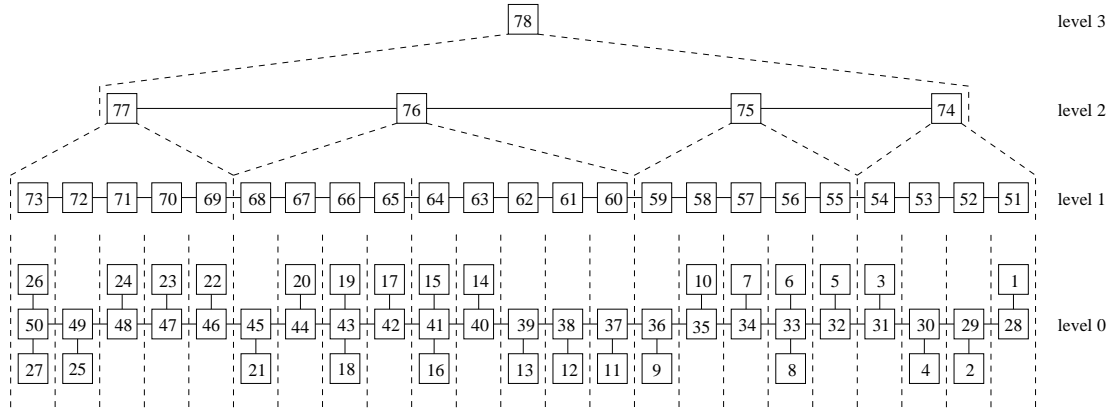 78 level 3
77 76 75 74 level 2
73 72 71 70 69 68 67 66 65 64 63 62 61 60 59 58 57 56 55 54 53 52 51 level 1
26 24 23 22 20 19 17 15 14 10 7 6 5 3 1
50 49 48 47 46 45 44 43 42 41 40 39 38 37 36 35 34 33 32 31 30 29 28 level 0
27 25 21 18 16 13 12 11 9 8 4 2